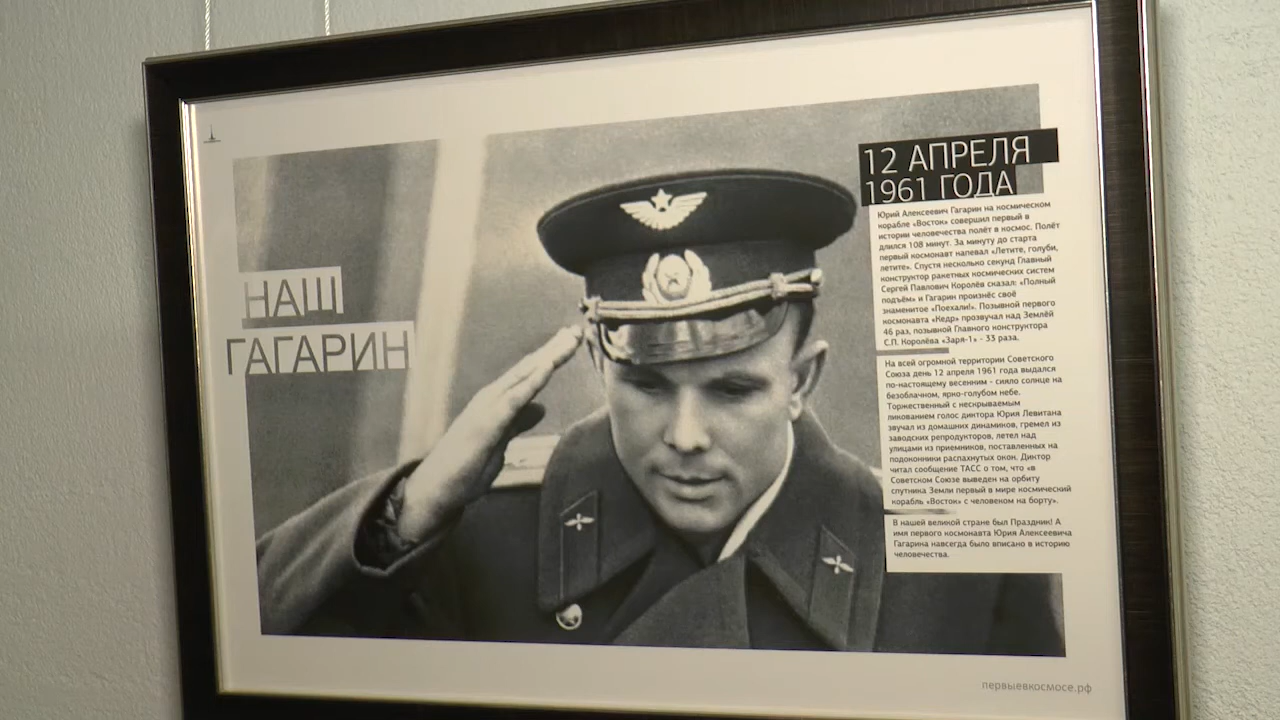 НАШ
ГАГАРИН
12 АПРЕЛЯ
1961 ГОДА
Юрий Алексеевич Гагарин на космическом
корабле «Восток» совершил первый в
истории человечества полёт в космос. Полёт
длился 108 минут. За минуту до старта
первый космонавт напевал «Летите, голуби,
летите». Спустя несколько секунд Главный
конструктор ракетных космических систем
Сергей Павлович Королёв сказал: «Полный
подъём» и Гагарин произнёс своё
знаменитое «Поехали!». Позывной первого
космонавта «Кедр» прозвучал над Землёй
46 раз, позывной Главного конструктора
С.П. Королёва «Заря-1» - 33 раза.
На всей огромной территории Советского
Союза день 12 апреля 1961 года выдался
по-настоящему весенним - сияло солнце на
безоблачном, ярко-голубом небе.
Торжественный с нескрываемым
ликованием голос диктора Юрия Левитана
звучал из домашних динамиков, гремел из
заводских репродукторов, летел над
улицами из приемников, поставленных на
подоконники распахнутых окон. Диктор
читал сообщение ТАСС о том, что «в
Советском Союзе выведен на орбиту
спутника Земли первый в мире космический
корабль «Восток» с человеком на борту».
В нашей великой стране был Праздник! А
имя первого космонавта Юрия Алексеевича
Гагарина навсегда было вписано в историю
человечества.
первыевкосмосе.рф